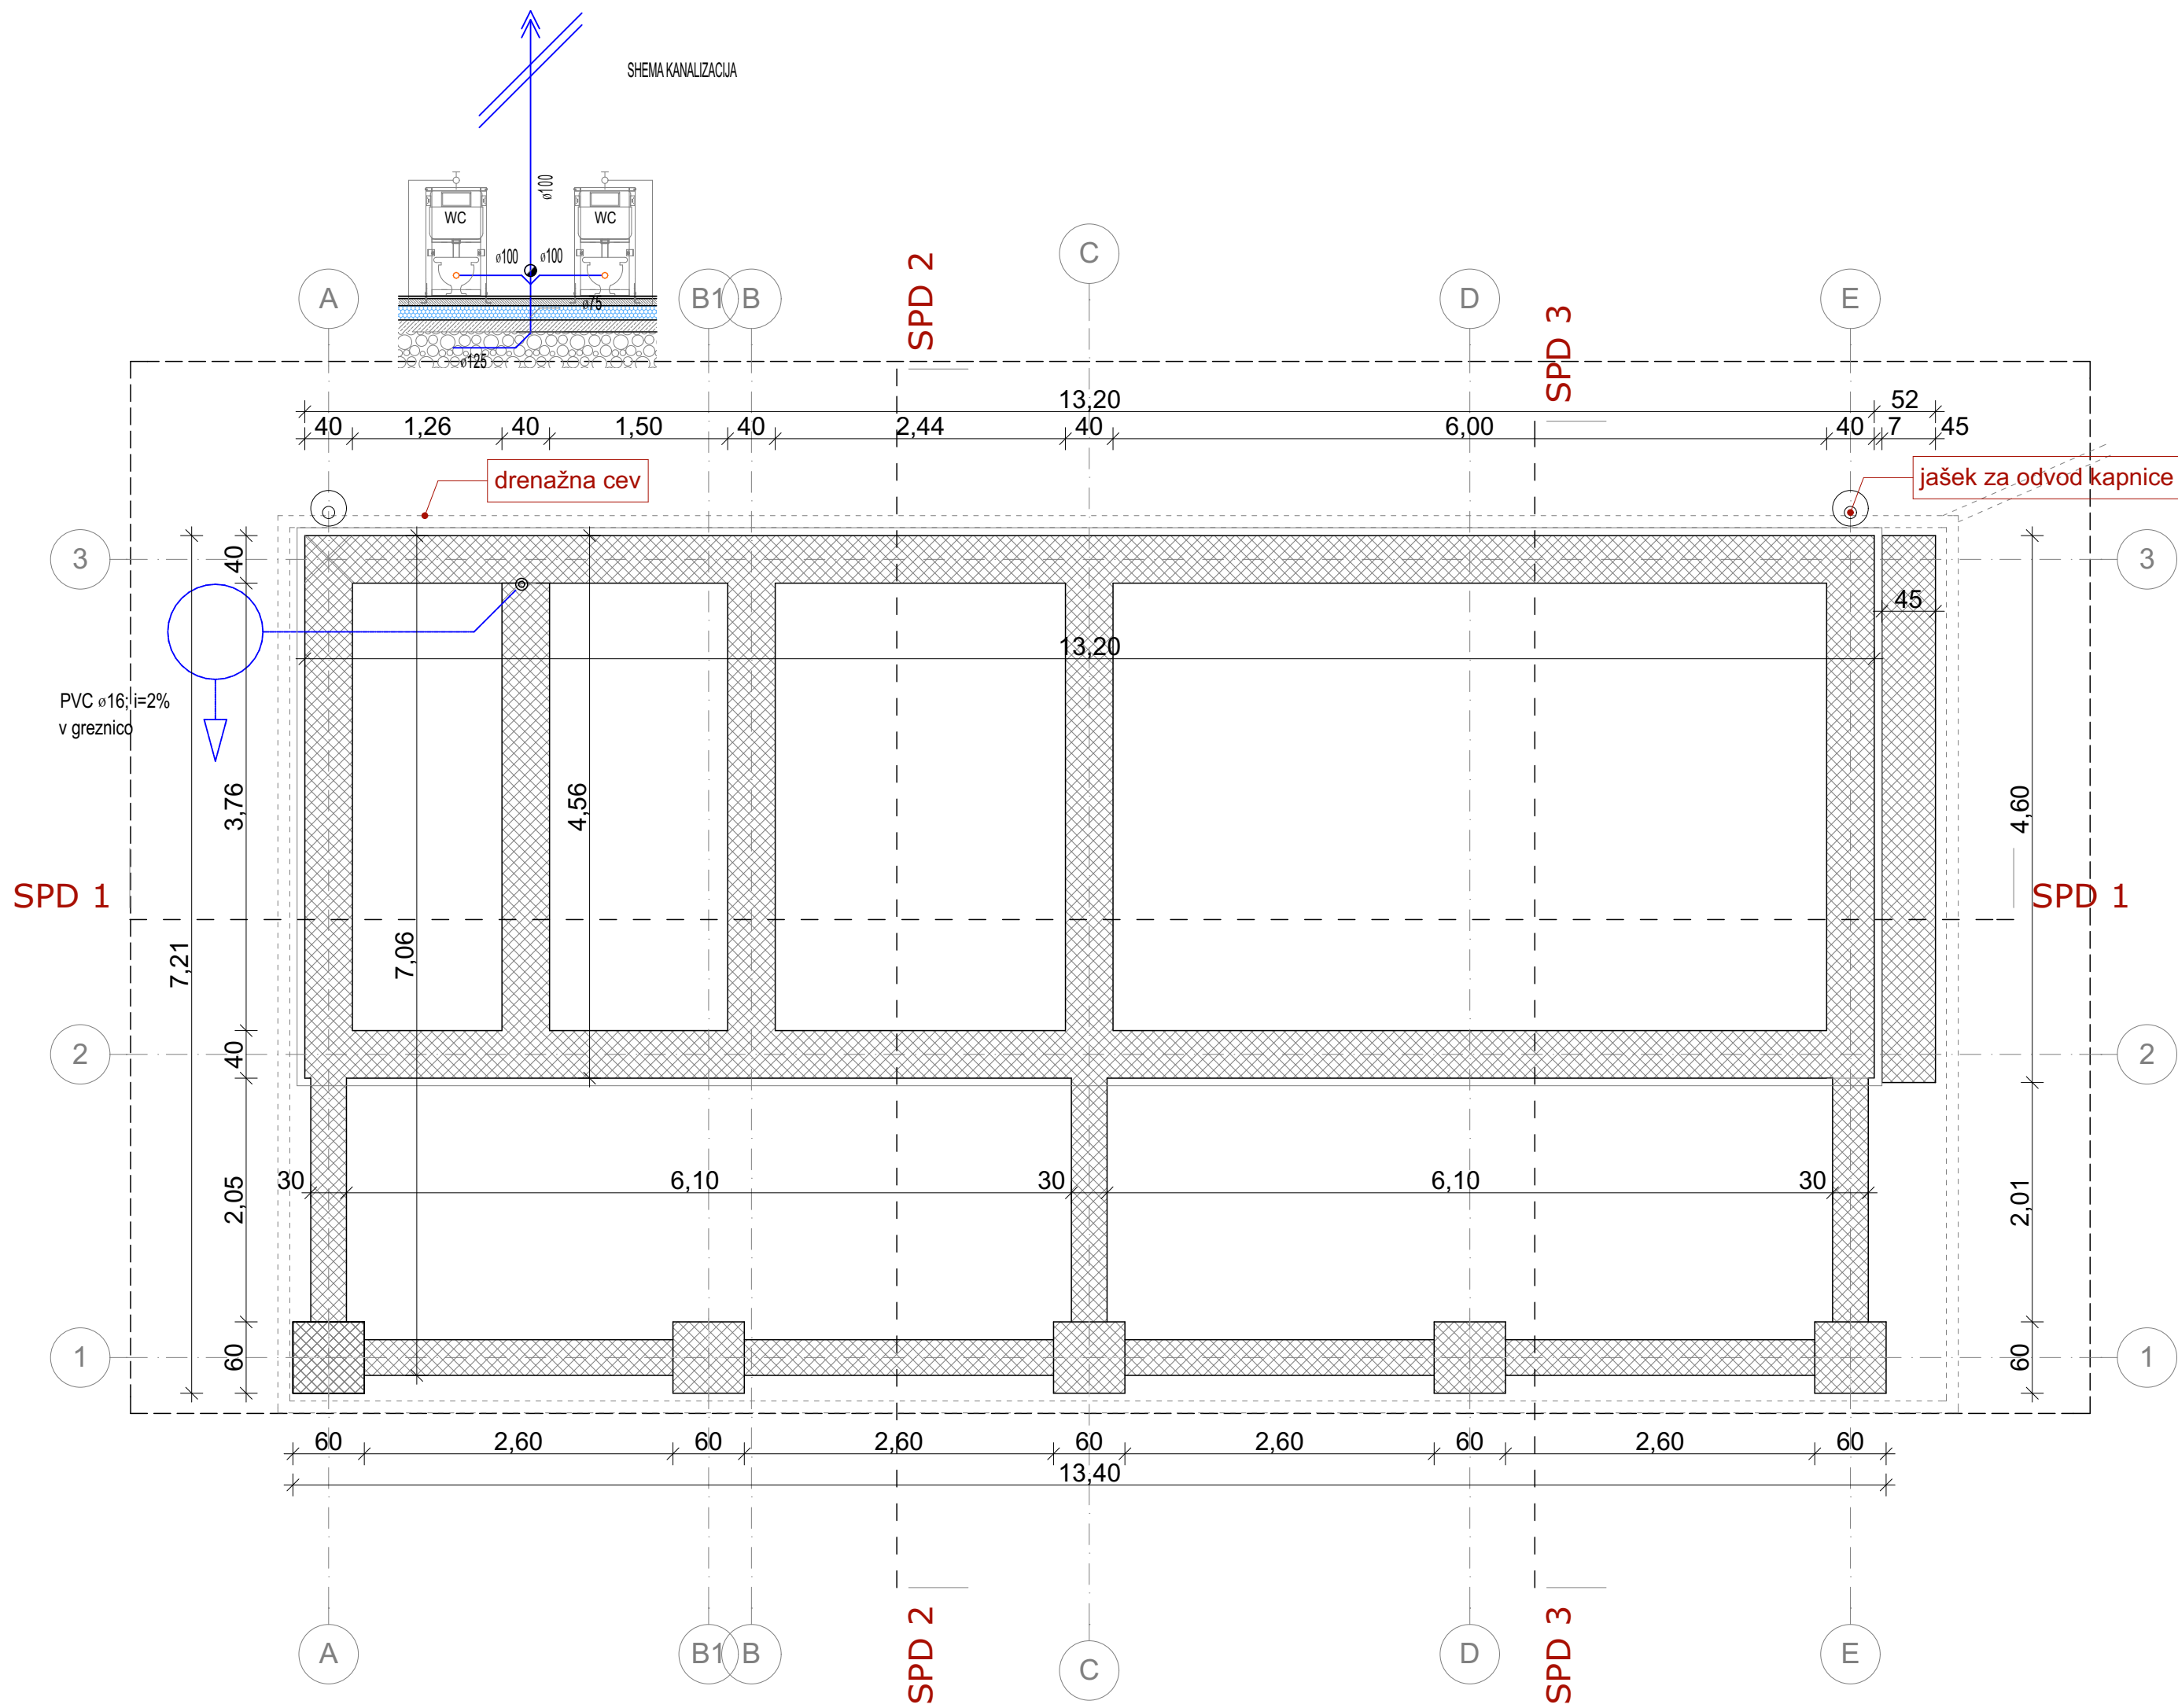 SHEMA KANALIZACIJA
ø100
WC
WC
ø100
ø100
ø75
ø125
A
B1
B
SPD 2
C
D
SPD 3
E
13,20
52
40
1,26
40
1,50
40
2,44
40
6,00
40
7
45
drenažna cev
jašek za odvod kapnice
3
40
3
45
13,20
PVC ø16; i=2%
v greznico
3,76
4,56
4,60
SPD 1
SPD 1
7,21
7,06
2
40
2
30
6,10
30
6,10
30
2,05
2,01
1
60
60
1
60
2,60
60
2,60
60
2,60
60
2,60
60
13,40
A
B1
B
SPD 2
C
D
SPD 3
E